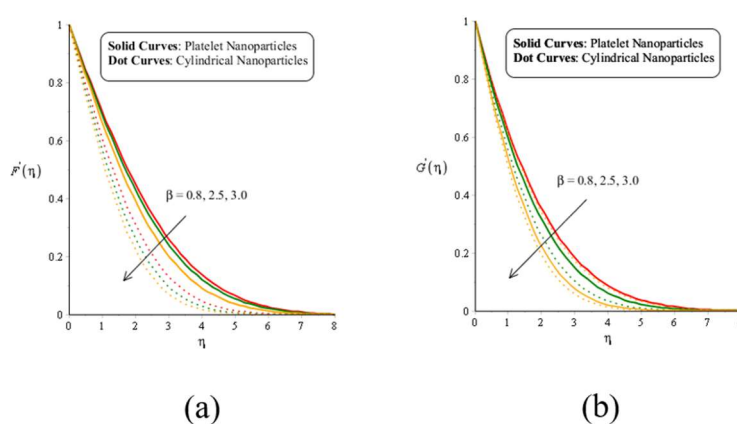 Solid Curves: Platelet Nanoparticles
Dot Curves: Cylindrical Nanoparticles
1
0.8
0.6
F'(η)
0.4
0.2
0
β = 0.8, 2.5, 3.0
0 1 2 3 4 5 6 7 8
η
(a)
Solid Curves: Platelet Nanoparticles
Dot Curves: Cylindrical Nanoparticles
1
0.8
0.6
G'(η)
0.4
0.2
0
β = 0.8, 2.5, 3.0
0 1 2 3 4 5 6 7
η
(b)